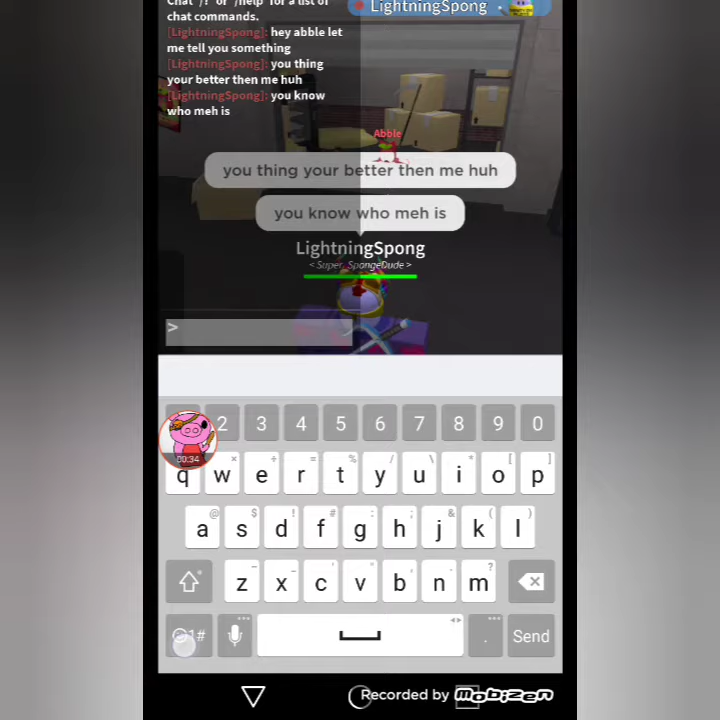 Chat '/?' or '/help' for a list of
chat commands.
[LightningSpong]: hey abble let
me tell you something
[LightningSpong]: you thing
your better then me huh
[LightningSpong]: you know
who meh is
LightningSpong
Abble
you thing your better then me huh
you know who meh is
LightningSpong
< Super_SpongeDude >
>
2 3 4 5 6 7 8 9 0
00:34
q w e r t y u i o p
a s d f g h j k l
z x c v b n m
1# . Send
Recorded by mobizen